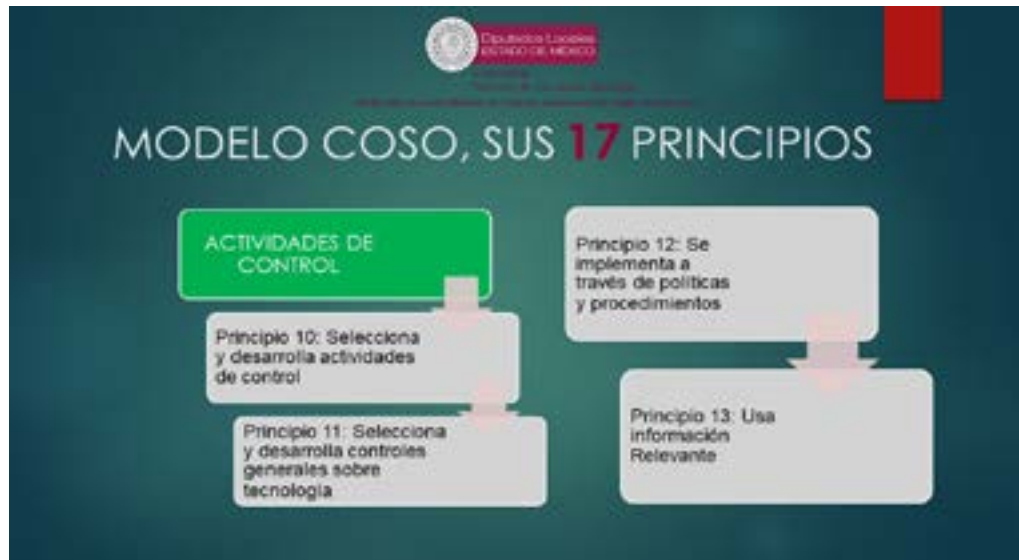 Diputados Locales
ESTADO DE MÉXICO
MODELO COSO, SUS 17 PRINCIPIOS
ACTIVIDADES DE
CONTROL
Principio 10: Selecciona
y desarrolla actividades
de control
Principio 11: Selecciona
y desarrolla controles
generales sobre
tecnología
Principio 12: Se
implementa a
través de políticas
y procedimientos
Principio 13: Usa
información
Relevante